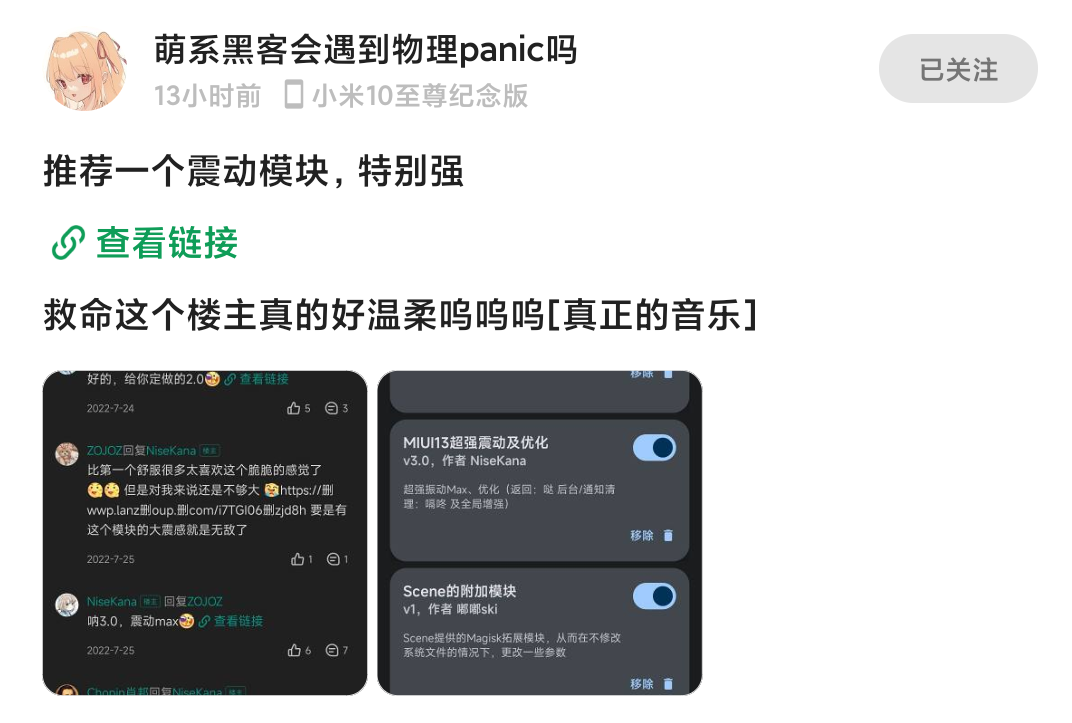 萌系黑客会遇到物理panic吗
13小时前 小米10至尊纪念版
已关注
推荐一个震动模块，特别强
查看链接
救命这个楼主真的好温柔呜呜呜[真正的音乐]
好的，给你定做的2.0 查看链接
2022-7-24 5 3
ZOJOZ回复NiseKana 楼主
比第一个舒服很多太喜欢这个脆脆的感觉了
但是对我来说还是不够大 https://删
wwp.lanz删oup.删com/i7TGI06删zjd8h 要是有
这个模块的大震感就是无敌了
2022-7-25 1 1
NiseKana 楼主 回复ZOJOZ
呐3.0，震动max 查看链接
2022-7-25 6 7
Chopin肖邦回复NiseKana 楼主
移除
MIUI13超强震动及优化
v3.0，作者 NiseKana
超强振动Max、优化（返回：哒 后台/通知清
理：嗝咚 及全局增强）
移除
Scene的附加模块
v1，作者 嘟嘟ski
Scene提供的Magisk拓展模块，从而在不修改
系统文件的情况下，更改一些参数
移除